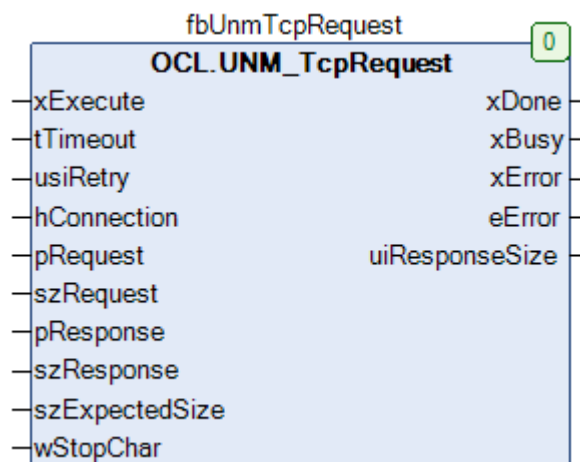 fbUnmTcpRequest
0
OCL.UNM_TcpRequest
xExecute xDone
tTimeout xBusy
usiRetry xError
hConnection eError
pRequest uiResponseSize
szRequest
pResponse
szResponse
szExpectedSize
wStopChar